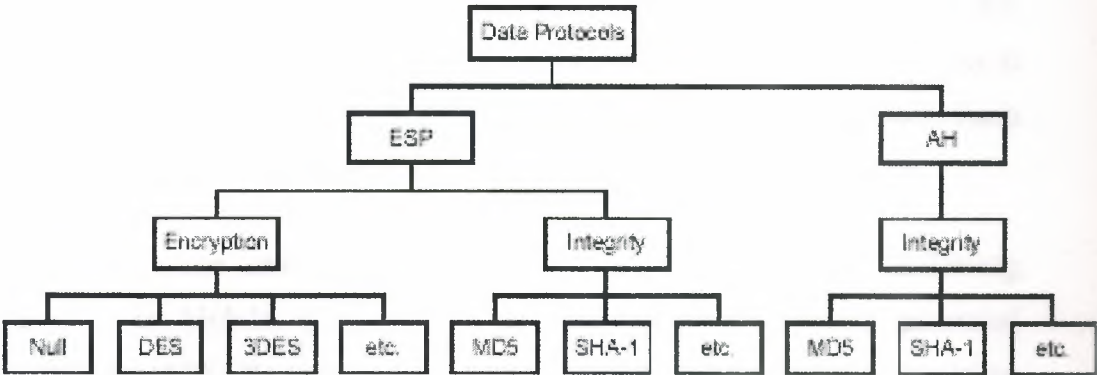 Data Protocols
ESP
AH
Encryption
Integrity
Integrity
Null
DES
3DES
etc.
MD5
SHA-1
etc.
MD5
SHA-1
etc.